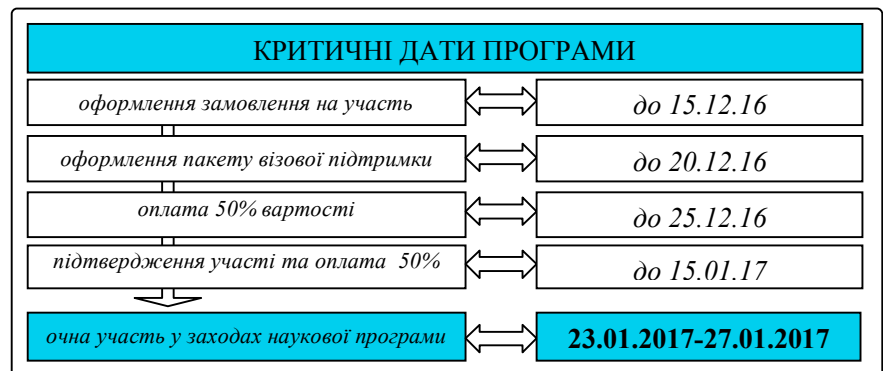 КРИТИЧНІ ДАТИ ПРОГРАМИ
оформлення замовлення на участь
до 15.12.16
оформлення пакету візової підтримки
до 20.12.16
оплата 50% вартості
до 25.12.16
підтвердження участі та оплата 50%
до 15.01.17
очна участь у заходах наукової програми
23.01.2017-27.01.2017